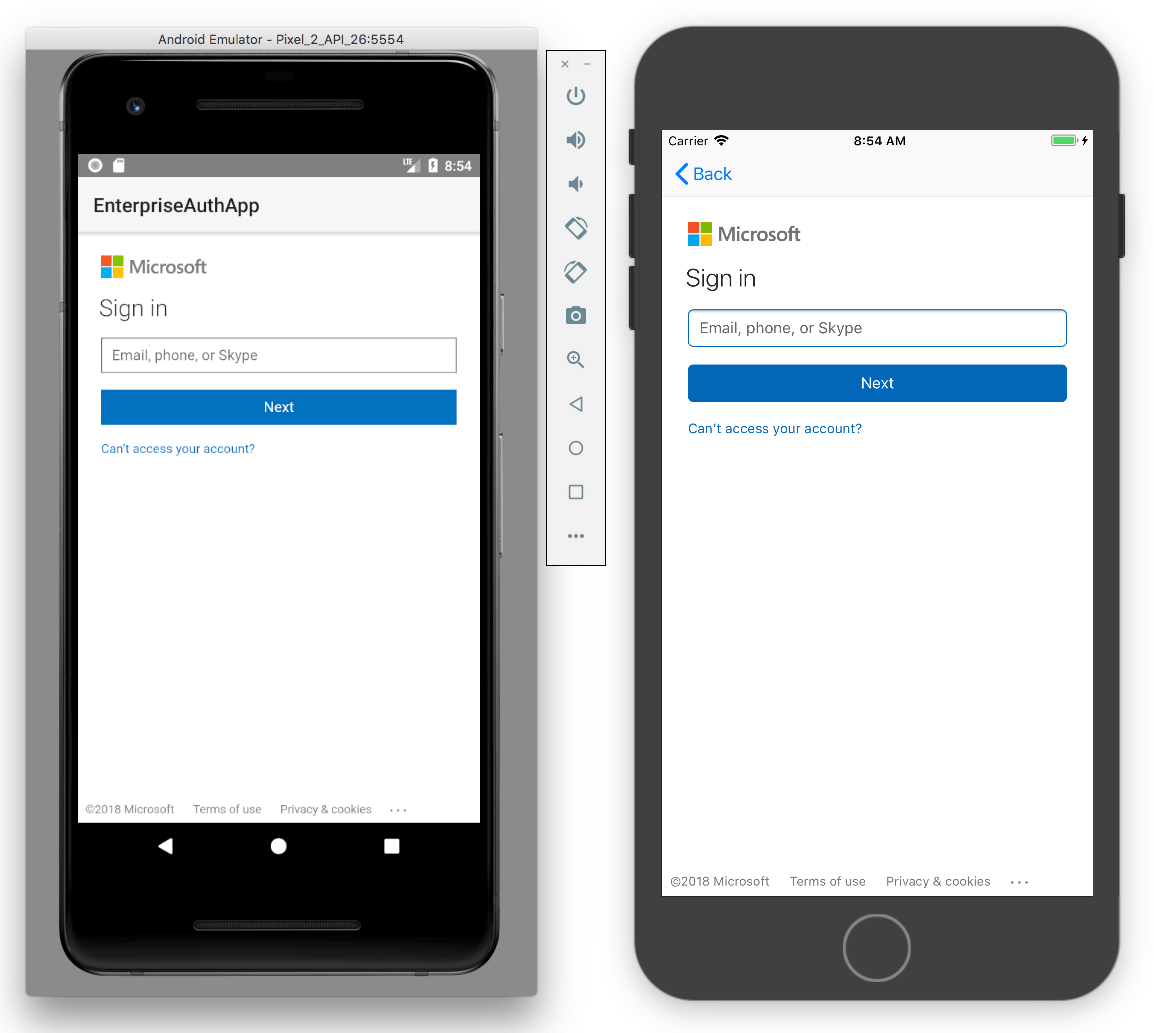 Android Emulator - Pixel_2_API_26:5554
LTE 8:54
EnterpriseAuthApp
Microsoft
Sign in
Email, phone, or Skype
Next
Can't access your account?
©2018 Microsoft Terms of use Privacy & cookies ...
Carrier 8:54 AM
Back
Microsoft
Sign in
Email, phone, or Skype
Next
Can't access your account?
©2018 Microsoft Terms of use Privacy & cookies ...